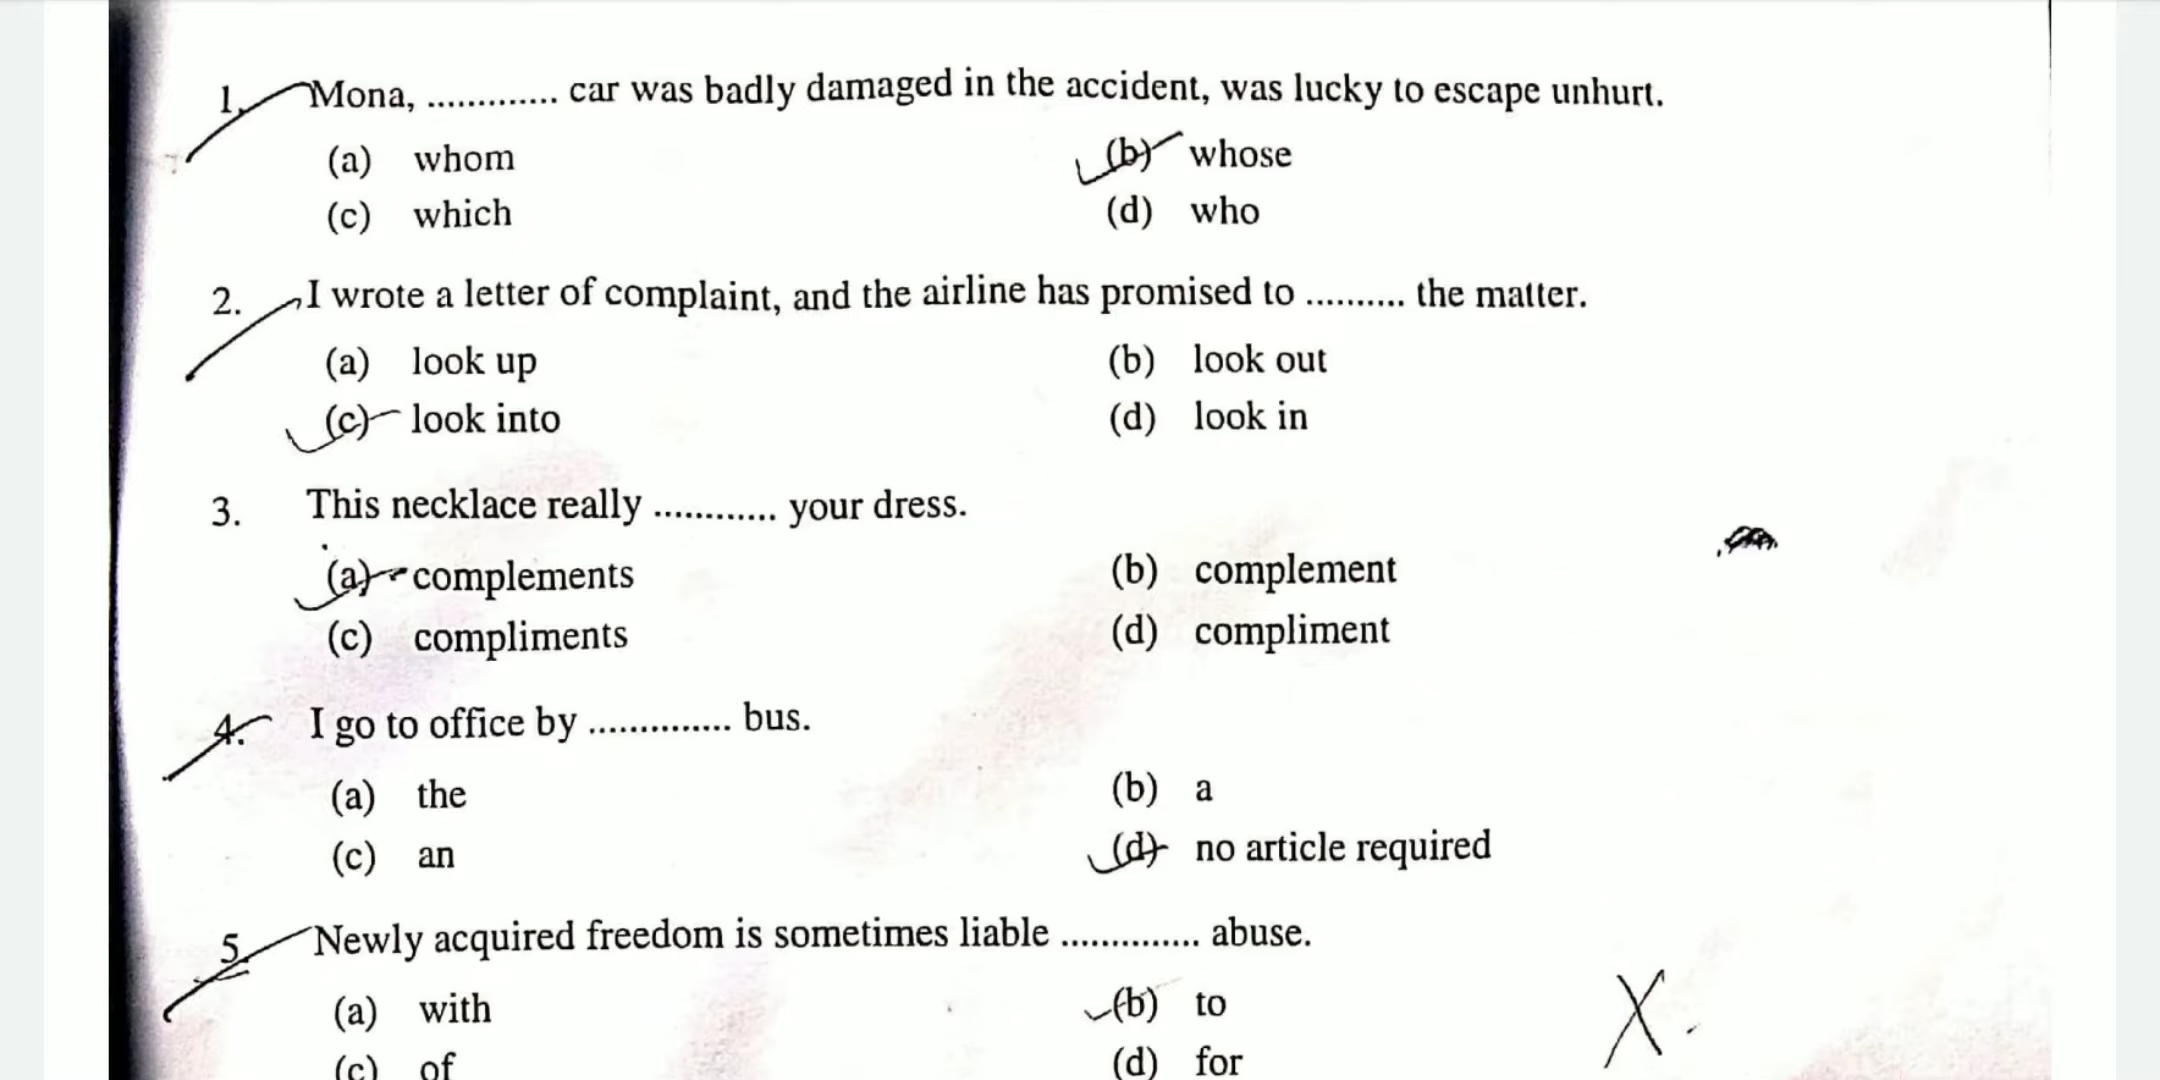 1. Mona, ............. car was badly damaged in the accident, was lucky to escape unhurt.
(a) whom (b) whose
(c) which (d) who
2. I wrote a letter of complaint, and the airline has promised to .......... the matter.
(a) look up (b) look out
(c) look into (d) look in
3. This necklace really ............ your dress.
(a) complements (b) complement
(c) compliments (d) compliment
4. I go to office by .............. bus.
(a) the (b) a
(c) an (d) no article required
5. Newly acquired freedom is sometimes liable .............. abuse.
(a) with (b) to
(c) of (d) for
X